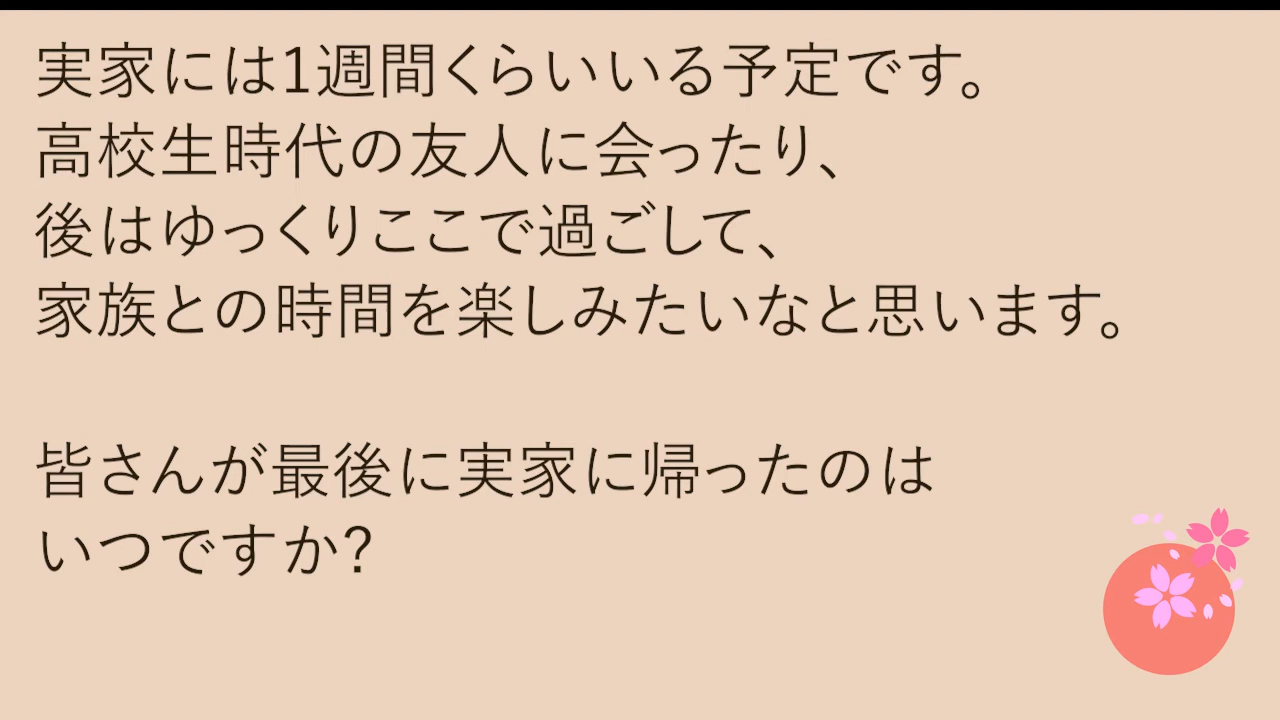 実家には1週間くらいいる予定です。
高校生時代の友人に会ったり、
後はゆっくりここで過ごして、
家族との時間を楽しみたいなと思います。
皆さんが最後に実家に帰ったのは
いつですか?